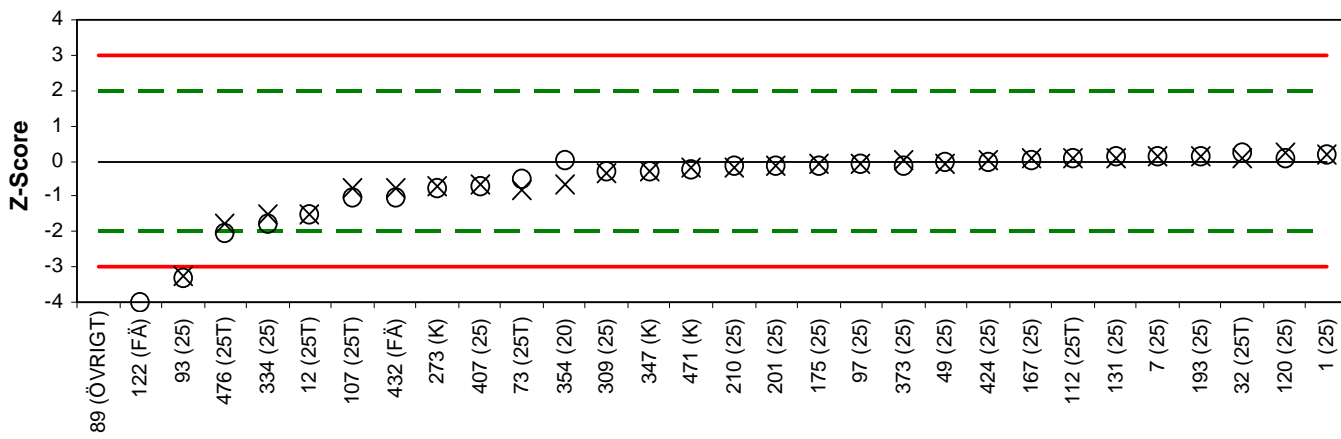 4
3
2
1
0
-1
-2
-3
-4
Z-Score
89 (ÖVRIGT)
122 (FÄ)
93 (25)
476 (25T)
334 (25)
12 (25T)
107 (25T)
432 (FÄ)
273 (K)
407 (25)
73 (25T)
354 (20)
309 (25)
347 (K)
471 (K)
210 (25)
201 (25)
175 (25)
97 (25)
373 (25)
49 (25)
424 (25)
167 (25)
112 (25T)
131 (25)
7 (25)
193 (25)
32 (25T)
120 (25)
1 (25)